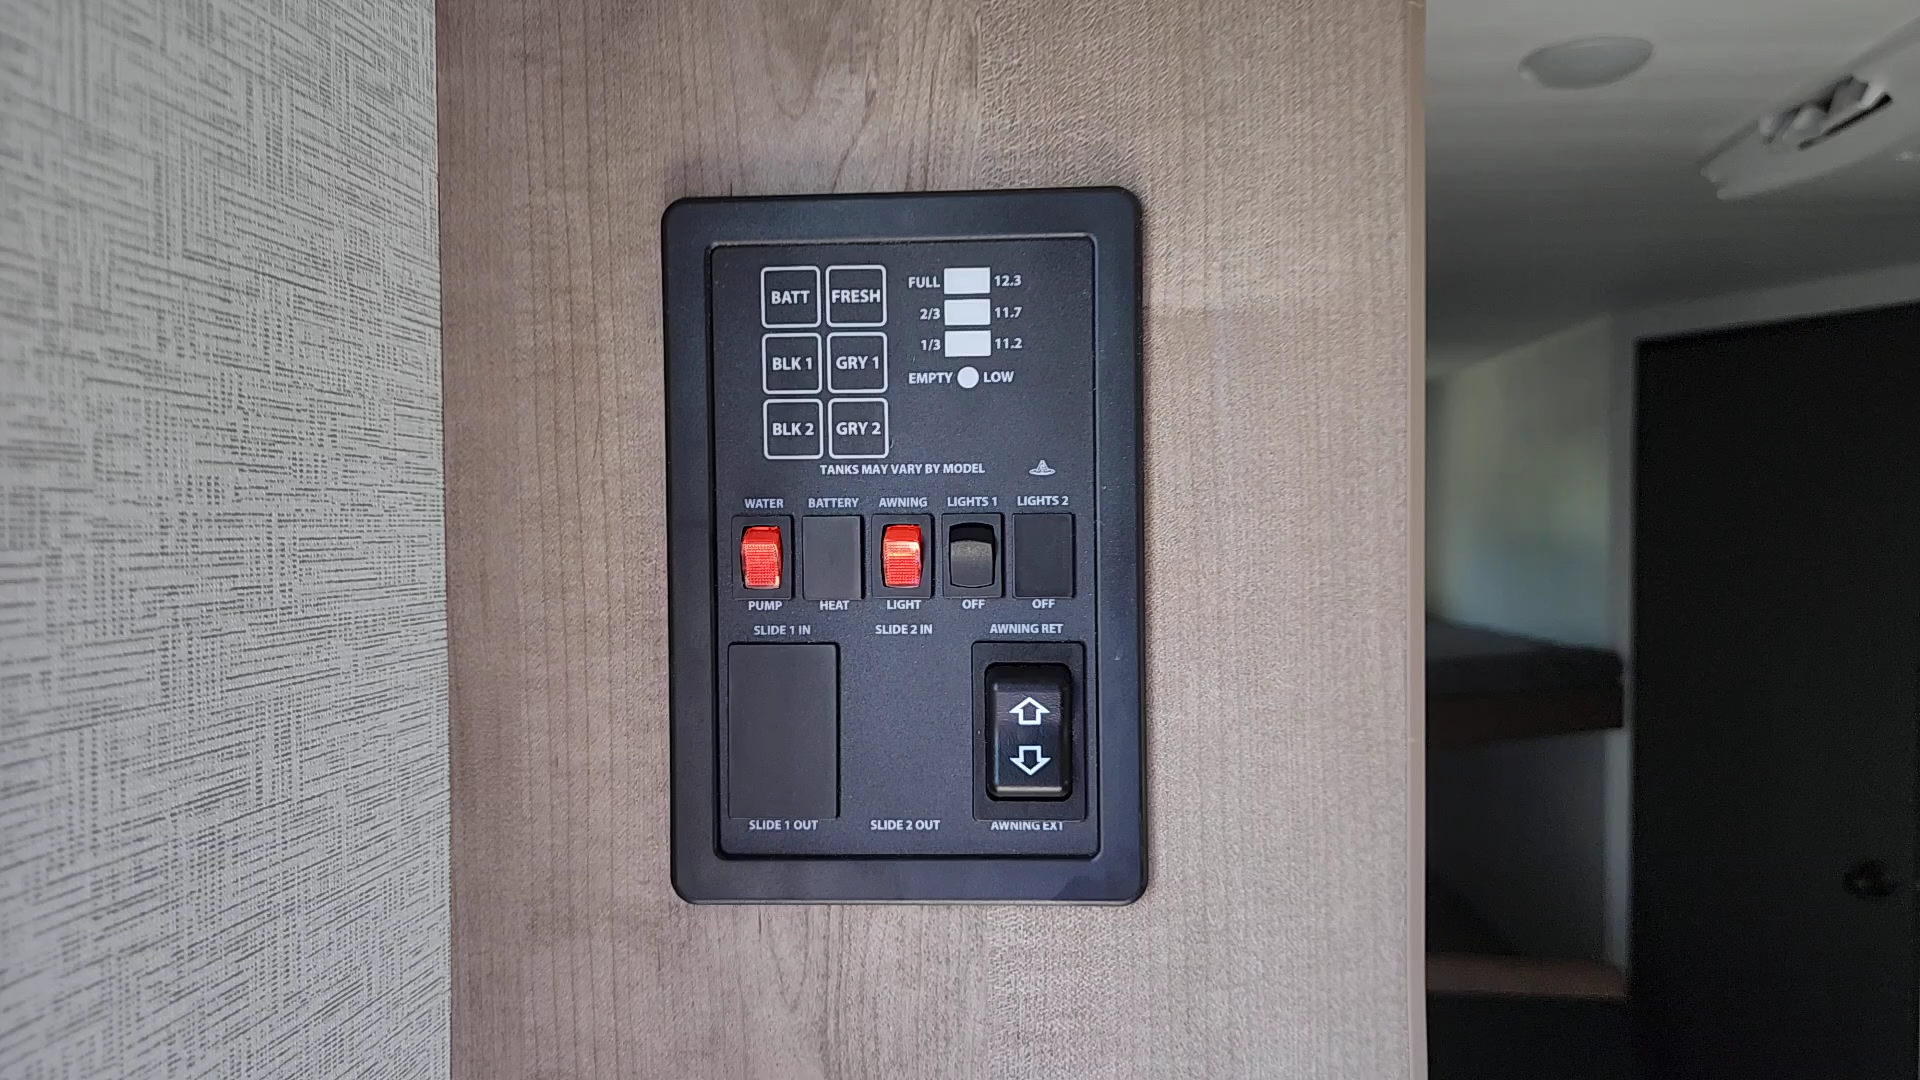 BATT FRESH
FULL 12.3
2/3 11.7
1/3 11.2
EMPTY LOW
BLK 1 GRY 1
BLK 2 GRY 2
TANKS MAY VARY BY MODEL
WATER BATTERY AWNING LIGHTS 1 LIGHTS 2
PUMP HEAT LIGHT OFF OFF
SLIDE 1 IN SLIDE 2 IN AWNING RET
SLIDE 1 OUT SLIDE 2 OUT AWNING EXT